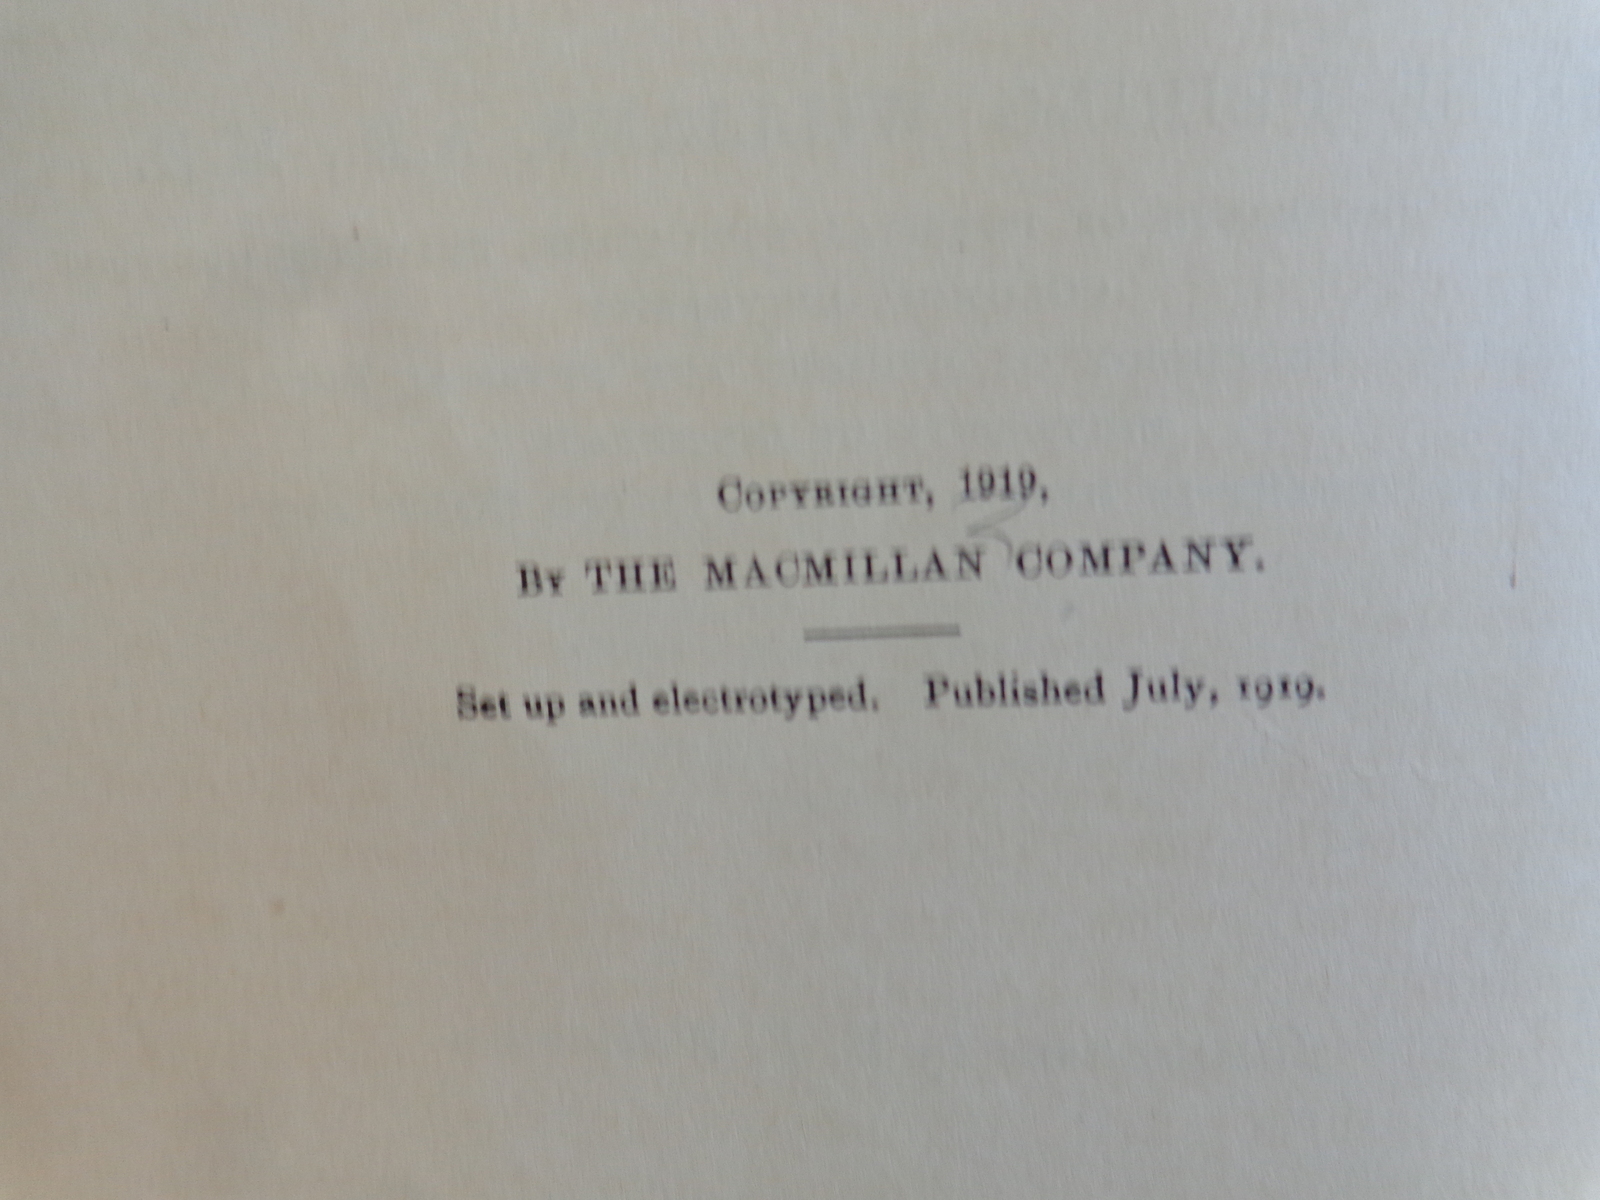 Copyright, 1919,
By THE MACMILLAN COMPANY.
Set up and electrotyped. Published July, 1919.